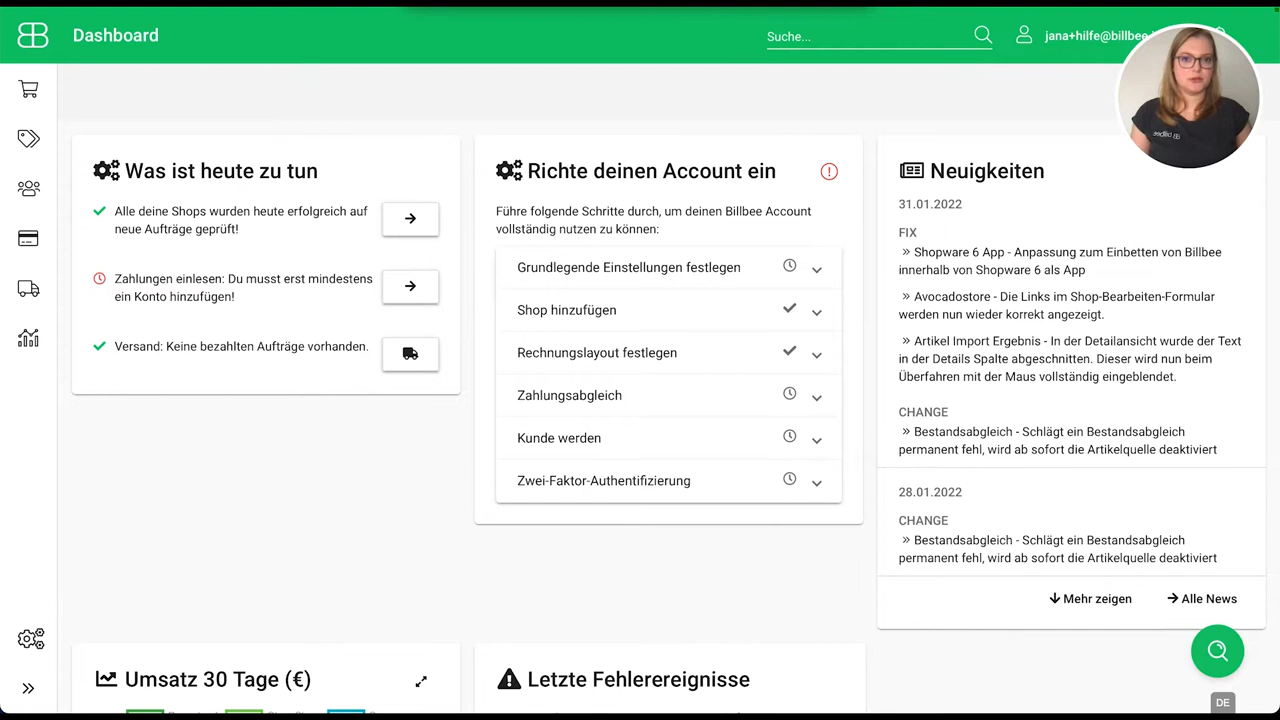 Dashboard
Suche...
jana+hilfe@billbee.
Was ist heute zu tun
Alle deine Shops wurden heute erfolgreich auf
neue Aufträge geprüft!
Zahlungen einlesen: Du musst erst mindestens
ein Konto hinzufügen!
Versand: Keine bezahlten Aufträge vorhanden.
Richte deinen Account ein
Führe folgende Schritte durch, um deinen Billbee Account
vollständig nutzen zu können:
Grundlegende Einstellungen festlegen
Shop hinzufügen
Rechnungslayout festlegen
Zahlungsabgleich
Kunde werden
Zwei-Faktor-Authentifizierung
Neuigkeiten
31.01.2022
FIX
» Shopware 6 App - Anpassung zum Einbetten von Billbee
innerhalb von Shopware 6 als App
» Avocadostore - Die Links im Shop-Bearbeiten-Formular
werden nun wieder korrekt angezeigt.
» Artikel Import Ergebnis - In der Detailansicht wurde der Text
in der Details Spalte abgeschnitten. Dieser wird nun beim
Überfahren mit der Maus vollständig eingeblendet.
CHANGE
» Bestandsabgleich - Schlägt ein Bestandsabgleich
permanent fehl, wird ab sofort die Artikelquelle deaktiviert
28.01.2022
CHANGE
» Bestandsabgleich - Schlägt ein Bestandsabgleich
permanent fehl, wird ab sofort die Artikelquelle deaktiviert
Mehr zeigen
Alle News
Umsatz 30 Tage (€)
Letzte Fehlerereignisse
DE